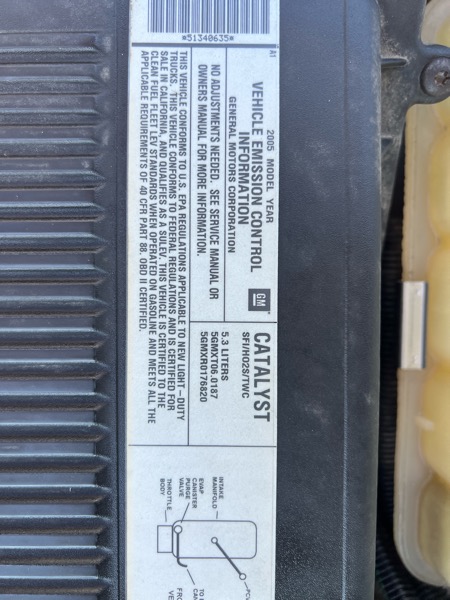 *51340635*
A1
2005 MODEL YEAR
VEHICLE EMISSION CONTROL
INFORMATION
GENERAL MOTORS CORPORATION
NO ADJUSTMENTS NEEDED. SEE SERVICE MANUAL OR
OWNERS MANUAL FOR MORE INFORMATION.
THIS VEHICLE CONFORMS TO U.S. EPA REGULATIONS APPLICABLE TO NEW LIGHT-DUTY
TRUCKS. THIS VEHICLE CONFORMS TO FEDERAL REGULATIONS AND IS CERTIFIED FOR
SALE IN CALIFORNIA, AND QUALIFIES AS A SULEV. THIS VEHICLE IS CERTIFIED TO
CLEAN FUEL FLEET LEV STANDARDS WHEN OPERATED ON GASOLINE AND MEETS ALL THE
APPLICABLE REQUIREMENTS OF 40 CFR PART 88. OBD II CERTIFIED.
GM
CATALYST
SFI/HO2S/TWC
5.3 LITERS
5GMXT06.0187
5GMXR0176820
INTAKE
MANIFOLD
EVAP
CANISTER
PURGE
VALVE
THROTTLE
BODY